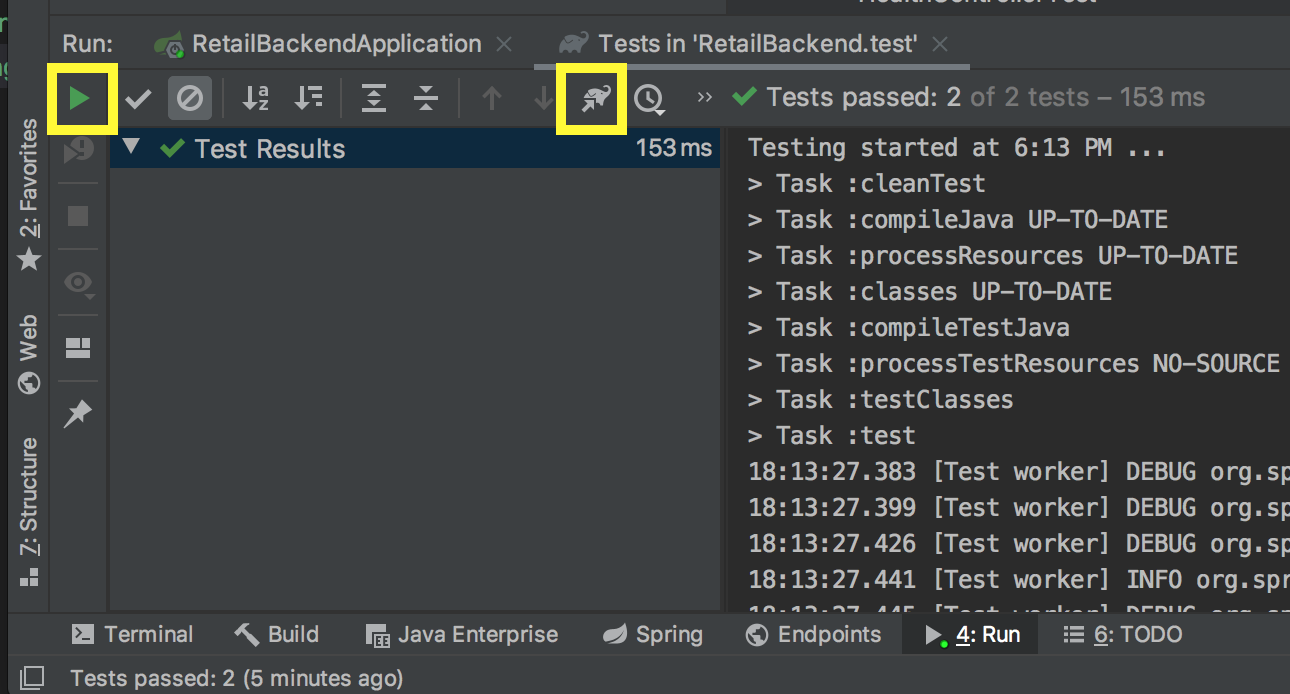 Run:
RetailBackendApplication
Tests in 'RetailBackend.test'
Tests passed: 2 of 2 tests – 153 ms
Test Results
153 ms
Testing started at 6:13 PM ...
> Task :cleanTest
> Task :compileJava UP-TO-DATE
> Task :processResources UP-TO-DATE
> Task :classes UP-TO-DATE
> Task :compileTestJava
> Task :processTestResources NO-SOURCE
> Task :testClasses
> Task :test
18:13:27.383 [Test worker] DEBUG org.sp
18:13:27.399 [Test worker] DEBUG org.sp
18:13:27.426 [Test worker] DEBUG org.sp
18:13:27.441 [Test worker] INFO org.spr
2: Favorites
Web
7: Structure
Terminal
Build
Java Enterprise
Spring
Endpoints
4: Run
6: TODO
Tests passed: 2 (5 minutes ago)